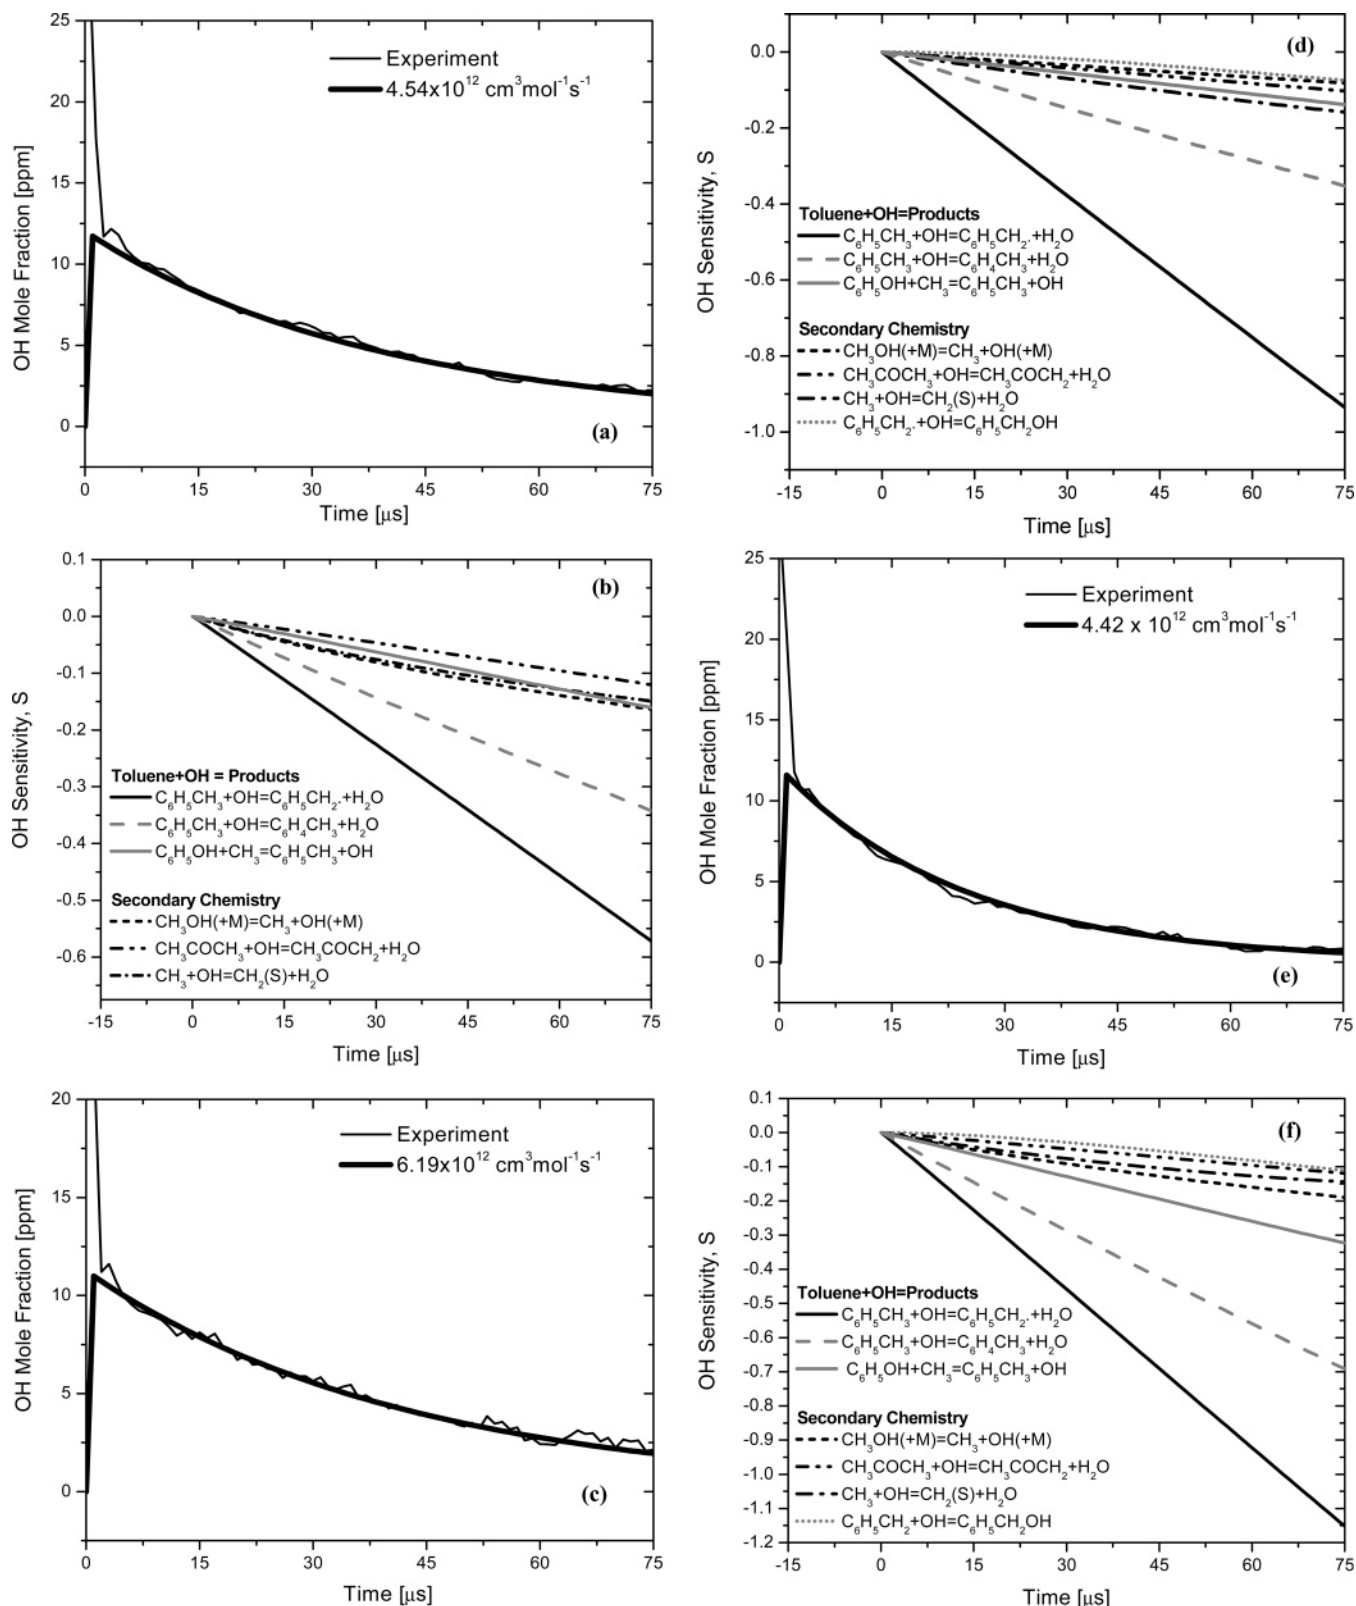 25
20
15
10
5
0
OH Mole Fraction [ppm]
Experiment
4.54x10¹² cm³mol⁻¹s⁻¹
(a)
0 15 30 45 60 75
Time [μs]
0.0
-0.2
-0.4
-0.6
-0.8
-1.0
OH Sensitivity, S
(d)
Toluene+OH=Products
C₆H₅CH₃+OH=C₆H₅CH₂·+H₂O
C₆H₅CH₃+OH=C₆H₄CH₃+H₂O
C₆H₅OH+CH₃=C₆H₅CH₃+OH
Secondary Chemistry
CH₃OH(+M)=CH₃+OH(+M)
CH₃COCH₃+OH=CH₃COCH₂+H₂O
CH₃+OH=CH₂(S)+H₂O
C₆H₅CH₂·+OH=C₆H₅CH₂OH
-15 0 15 30 45 60 75
Time [μs]
0.1
0.0
-0.1
-0.2
-0.3
-0.4
-0.5
-0.6
OH Sensitivity, S
(b)
Toluene+OH = Products
C₆H₅CH₃+OH=C₆H₅CH₂·+H₂O
C₆H₅CH₃+OH=C₆H₄CH₃+H₂O
C₆H₅OH+CH₃=C₆H₅CH₃+OH
Secondary Chemistry
CH₃OH(+M)=CH₃+OH(+M)
CH₃COCH₃+OH=CH₃COCH₂+H₂O
CH₃+OH=CH₂(S)+H₂O
-15 0 15 30 45 60 75
Time [μs]
25
20
15
10
5
0
OH Mole Fraction [ppm]
Experiment
4.42 x 10¹² cm³mol⁻¹s⁻¹
(e)
0 15 30 45 60 75
Time [μs]
20
15
10
5
0
OH Mole Fraction [ppm]
Experiment
6.19x10¹² cm³mol⁻¹s⁻¹
(c)
0 15 30 45 60 75
Time [μs]
0.1
0.0
-0.1
-0.2
-0.3
-0.4
-0.5
-0.6
-0.7
-0.8
-0.9
-1.0
-1.1
-1.2
OH Sensitivity, S
(f)
Toluene+OH=Products
C₆H₅CH₃+OH=C₆H₅CH₂·+H₂O
C₆H₅CH₃+OH=C₆H₄CH₃+H₂O
C₆H₅OH+CH₃=C₆H₅CH₃+OH
Secondary Chemistry
CH₃OH(+M)=CH₃+OH(+M)
CH₃COCH₃+OH=CH₃COCH₂+H₂O
CH₃+OH=CH₂(S)+H₂O
C₆H₅CH₂+OH=C₆H₅CH₂OH
-15 0 15 30 45 60 75
Time [μs]